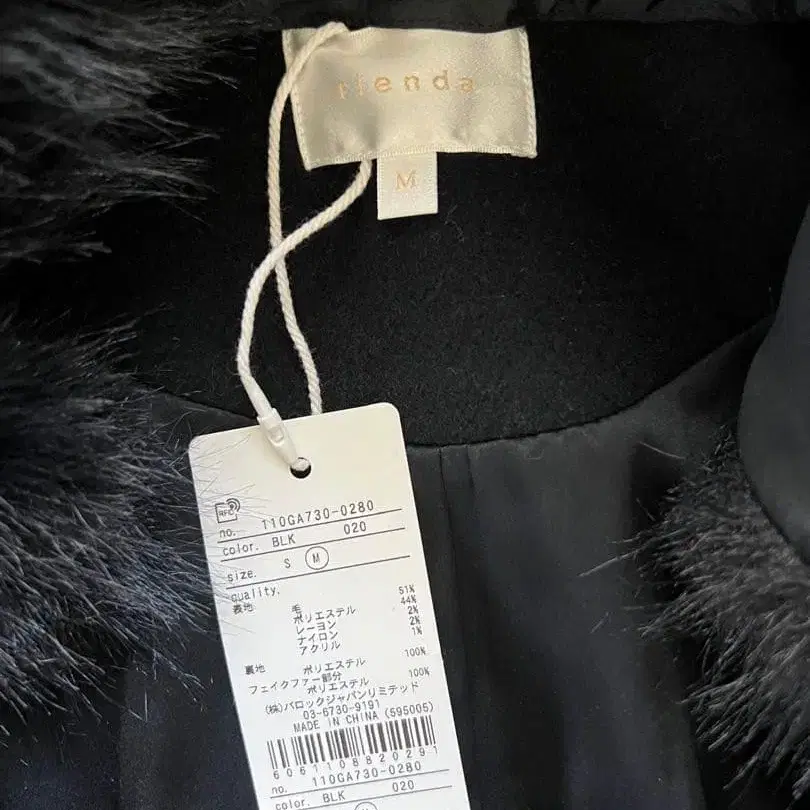 rienda
M
RFID
no. 110GA730-0280
color. BLK 020
size. S M
quality.
表地 毛 51%
ポリエステル 44%
レーヨン 2%
ナイロン 2%
アクリル 1%
裏地 ポリエステル 100%
フェイクファー部分
ポリエステル 100%
(株)バロックジャパンリミテッド
03-6730-9191
MADE IN CHINA (595005)
6061108820291
no. 110GA730-0280
color. BLK 020